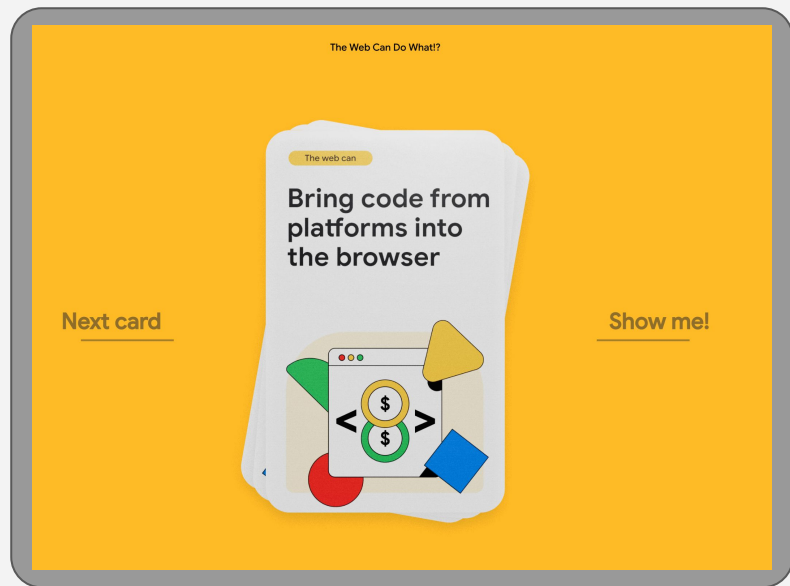 The Web Can Do What!?
The web can
Bring code from
platforms into
the browser
Next card
Show me!
< $ >
$